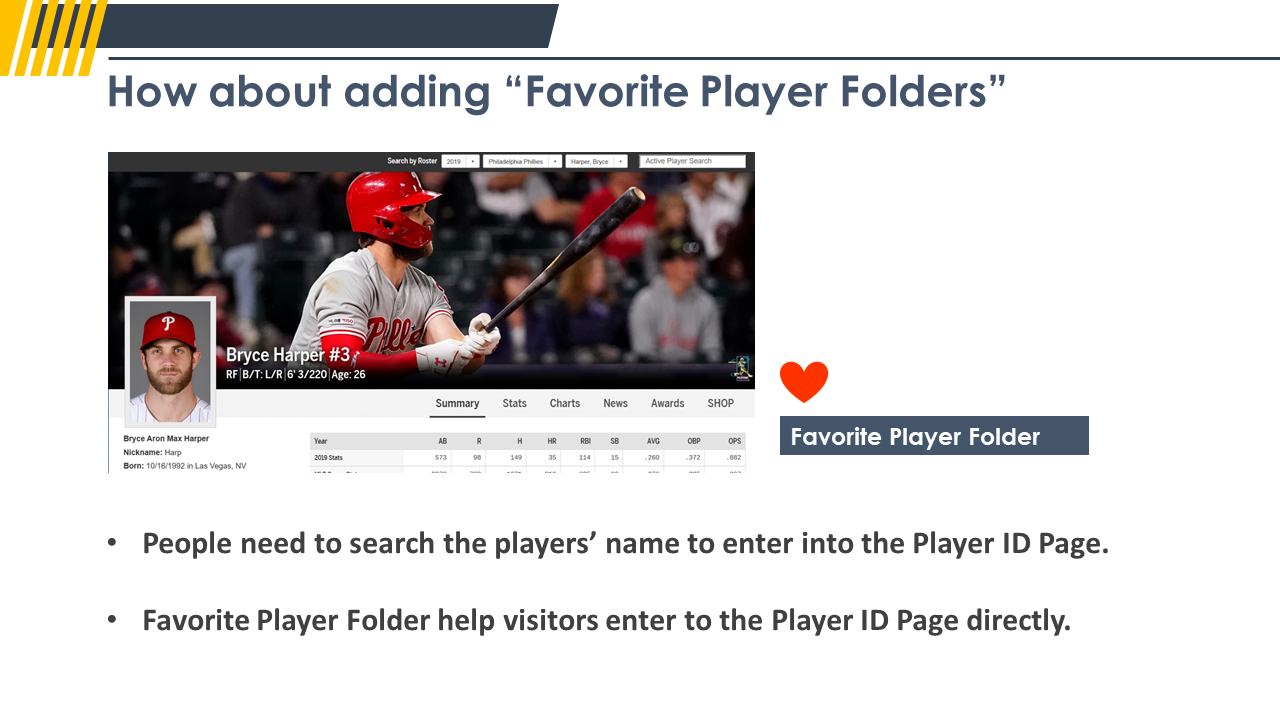 How about adding “Favorite Player Folders”
Search by Roster 2019 Philadelphia Phillies Harper, Bryce Active Player Search
Phillies
P
Bryce Harper #3
RF B/T: L/R 6' 3/220 Age: 26
Summary Stats Charts News Awards SHOP
Bryce Aron Max Harper
Nickname: Harp
Born: 10/16/1992 in Las Vegas, NV
Year AB R H HR RBI SB AVG OBP OPS
2019 Stats 573 98 149 35 114 15 .260 .372 .882
Favorite Player Folder
• People need to search the players’ name to enter into the Player ID Page.
• Favorite Player Folder help visitors enter to the Player ID Page directly.